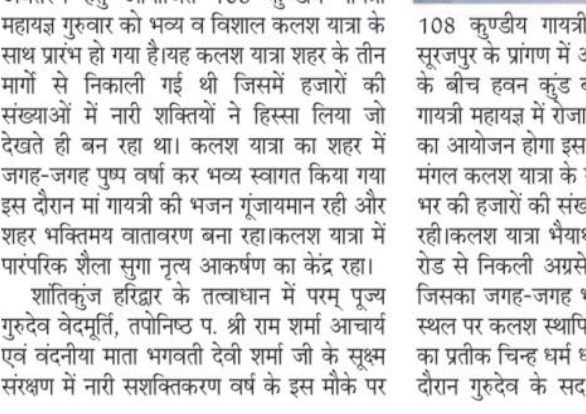 महायज्ञ गुरुवार को भव्य व विशाल कलश यात्रा के
साथ प्रारंभ हो गया है।यह कलश यात्रा शहर के तीन
मार्गो से निकाली गई थी जिसमें हजारों की
संख्याओं में नारी शक्तियों ने हिस्सा लिया जो
देखते ही बन रहा था। कलश यात्रा का शहर में
जगह-जगह पुष्प वर्षा कर भव्य स्वागत किया गया
इस दौरान मां गायत्री की भजन गूंजायमान रही और
शहर भक्तिमय वातावरण बना रहा।कलश यात्रा में
पारंपरिक शैला सुगा नृत्य आकर्षण का केंद्र रहा।
शांतिकुंज हरिद्वार के तत्वाधान में परम् पूज्य
गुरुदेव वेदमूर्ति, तपोनिष्ठ प. श्री राम शर्मा आचार्य
एवं वंदनीया माता भगवती देवी शर्मा जी के सूक्ष्म
संरक्षण में नारी सशक्तिकरण वर्ष के इस मौके पर
108 कुण्डीय गायत्री
सूरजपुर के प्रांगण में
के बीच हवन कुंड
गायत्री महायज्ञ में रोजा
का आयोजन होगा इस
मंगल कलश यात्रा के
भर की हजारों की संख
रही।कलश यात्रा भैयाथ
रोड से निकली अग्रसे
जिसका जगह-जगह
स्थल पर कलश स्थापि
का प्रतीक चिन्ह धर्म
दौरान गुरुदेव के सद